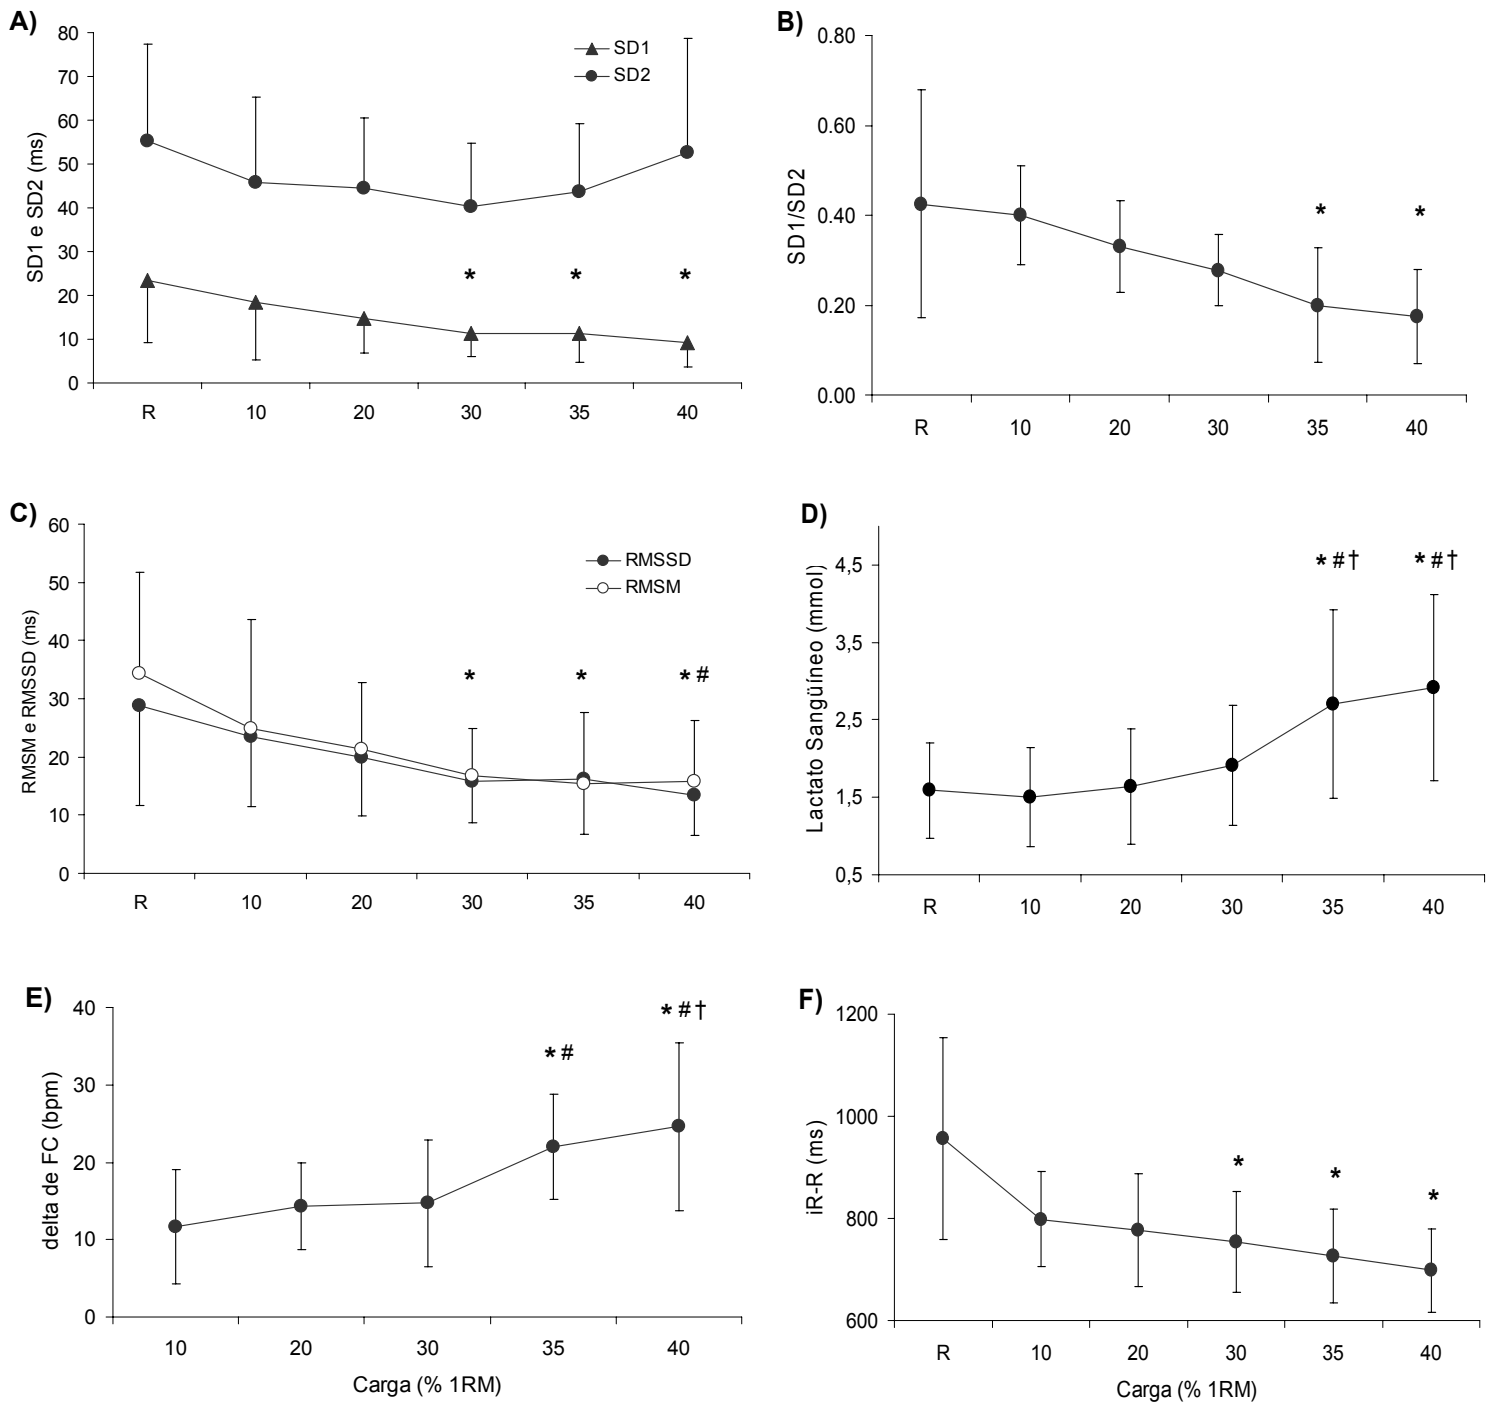 A)
SD1 e SD2 (ms)
80
70
60
50
40
30
20
10
0
SD1
SD2
* * *
R 10 20 30 35 40
B)
SD1/SD2
0.80
0.60
0.40
0.20
0.00
* *
R 10 20 30 35 40
C)
RMSM e RMSSD (ms)
60
50
40
30
20
10
0
RMSSD
RMSM
* * * #
R 10 20 30 35 40
D)
Lactato Sangüíneo (mmol)
4,5
3,5
2,5
1,5
0,5
* # † * # †
R 10 20 30 35 40
E)
delta de FC (bpm)
40
30
20
10
0
* # † 
* #
10 20 30 35 40
Carga (% 1RM)
F)
iR-R (ms)
1200
1000
800
600
* * *
R 10 20 30 35 40
Carga (% 1RM)